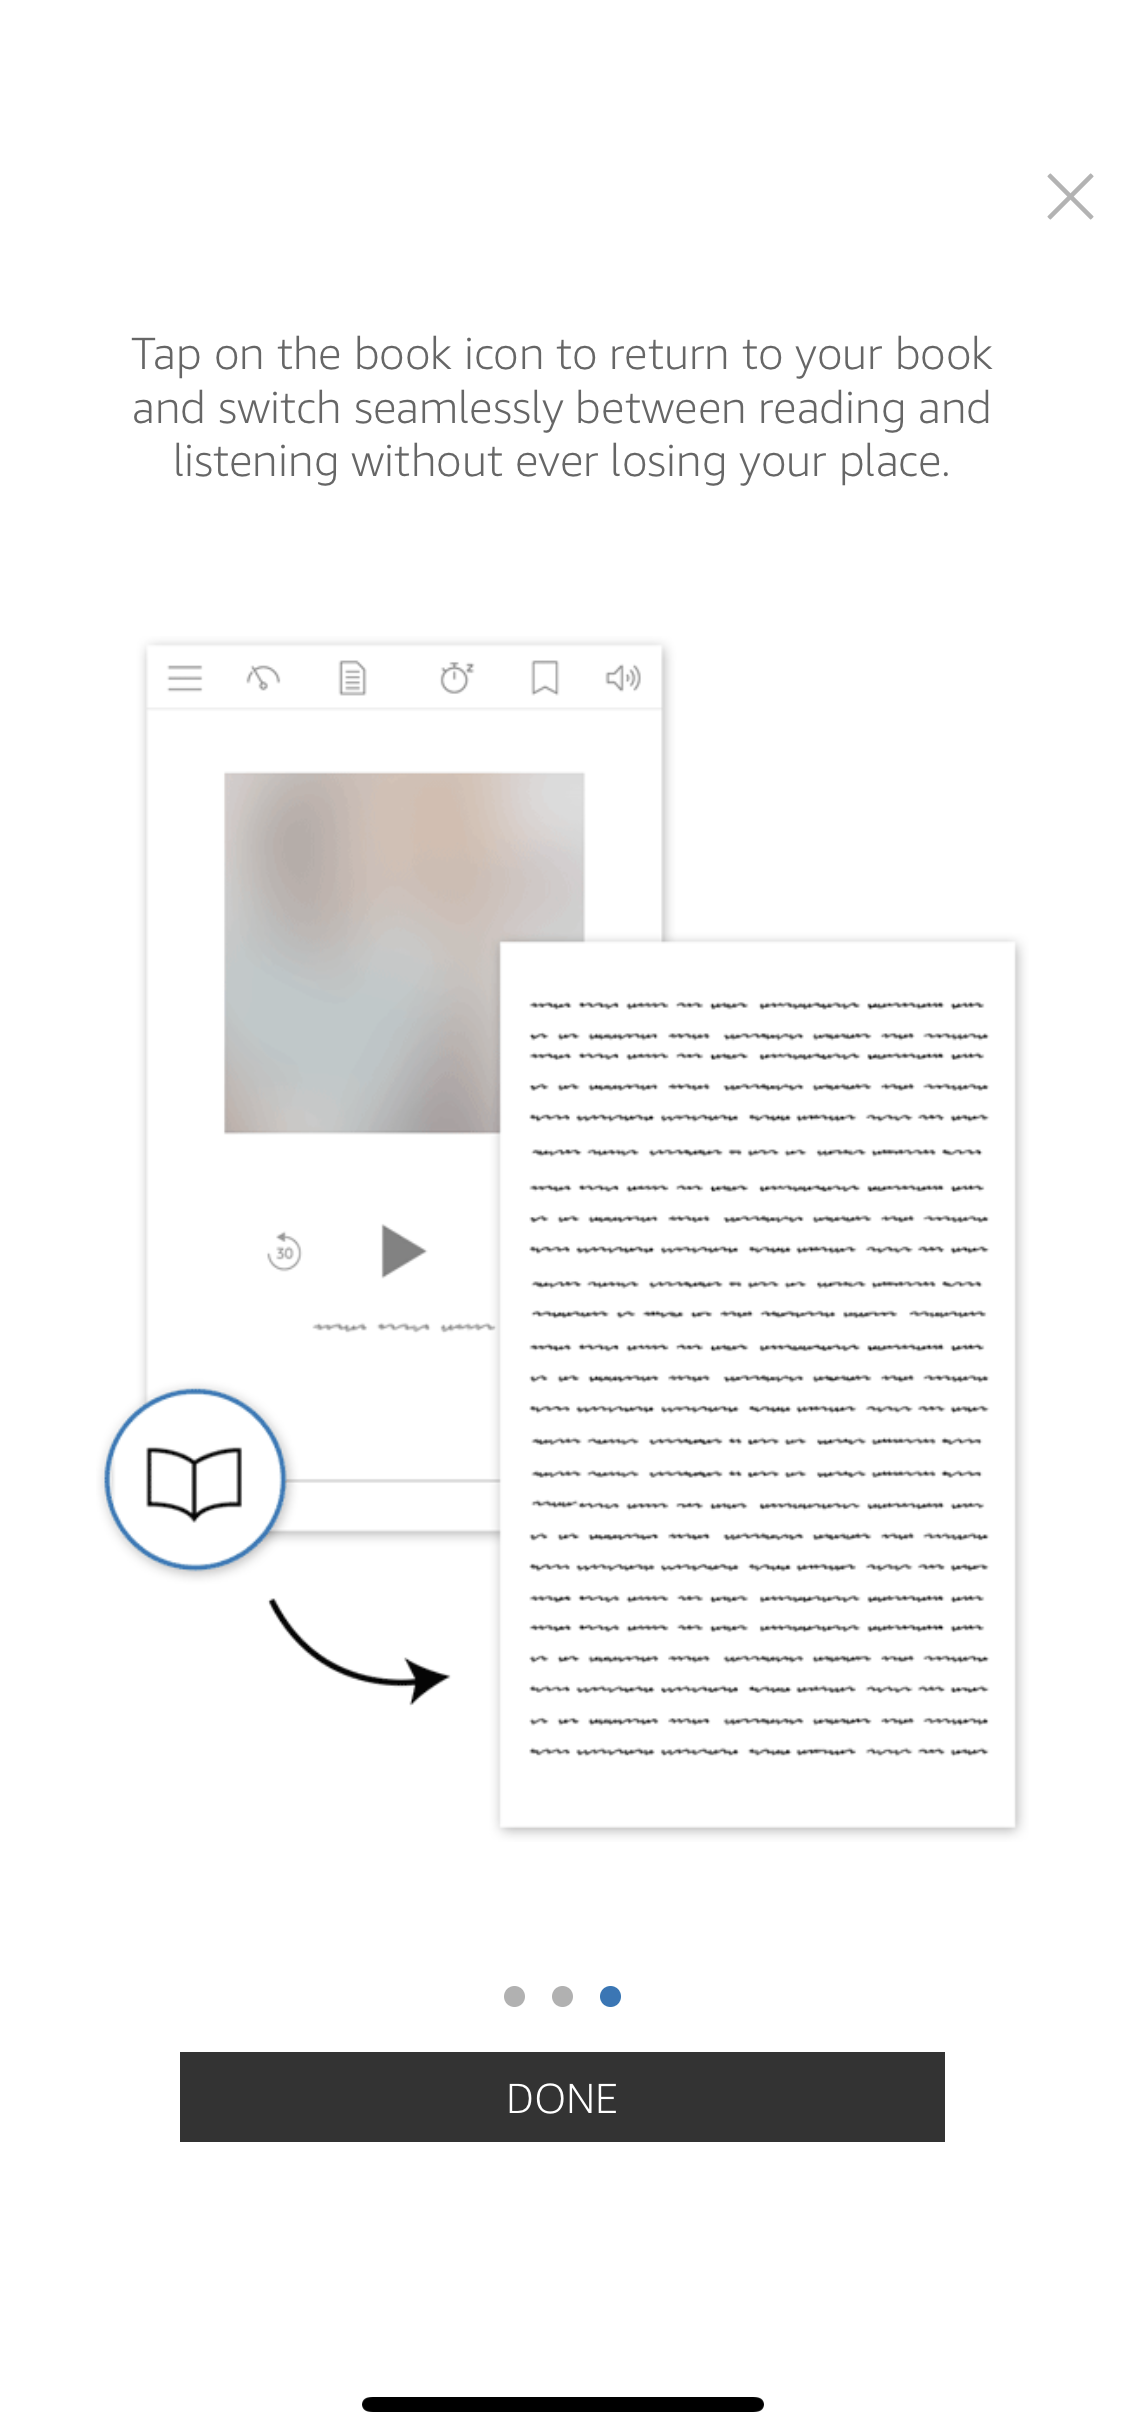 Tap on the book icon to return to your book
and switch seamlessly between reading and
listening without ever losing your place.
z
30
DONE